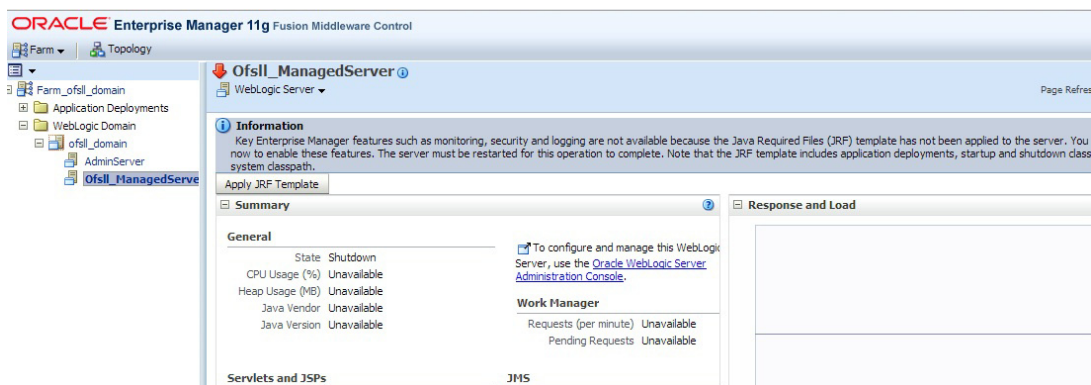 ORACLE Enterprise Manager 11g Fusion Middleware Control
Farm Topology
Farm_ofsll_domain
Application Deployments
WebLogic Domain
ofsll_domain
AdminServer
Ofsll_ManagedServe
Ofsll_ManagedServer
WebLogic Server
Page Refres
Information
Key Enterprise Manager features such as monitoring, security and logging are not available because the Java Required Files (JRF) template has not been applied to the server. You
now to enable these features. The server must be restarted for this operation to complete. Note that the JRF template includes application deployments, startup and shutdown class
system classpath.
Apply JRF Template
Summary
General
State Shutdown
CPU Usage (%) Unavailable
Heap Usage (MB) Unavailable
Java Vendor Unavailable
Java Version Unavailable
To configure and manage this WebLogic
Server, use the Oracle WebLogic Server
Administration Console.
Work Manager
Requests (per minute) Unavailable
Pending Requests Unavailable
Servlets and JSPs
JMS
Response and Load